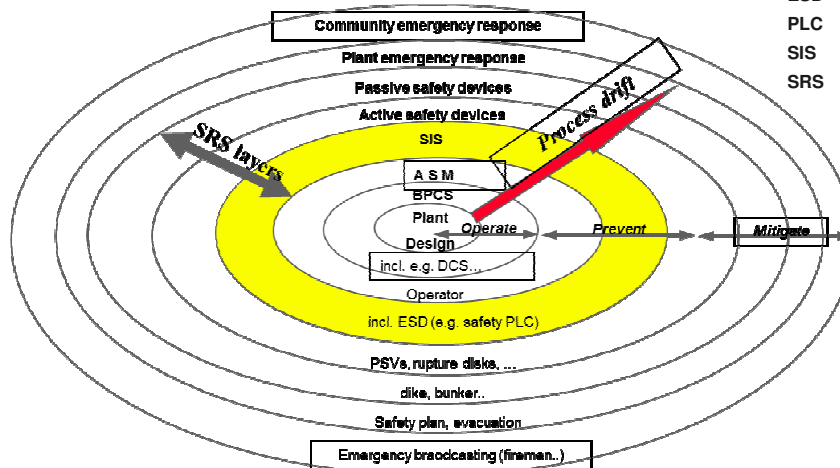 Community emergency response
Plant emergency response
Passive safety devices
Active safety devices
SIS
A S M
BPCS
Plant
Design
incl. e.g. DCS...
Operator
incl. ESD (e.g. safety PLC)
PSVs, rupture disks, ...
dike, bunker..
Safety plan, evacuation
Emergency braodcasting (firemen..)
SRS layers
Process drift
Operate
Prevent
Mitigate
PLC
SIS
SRS